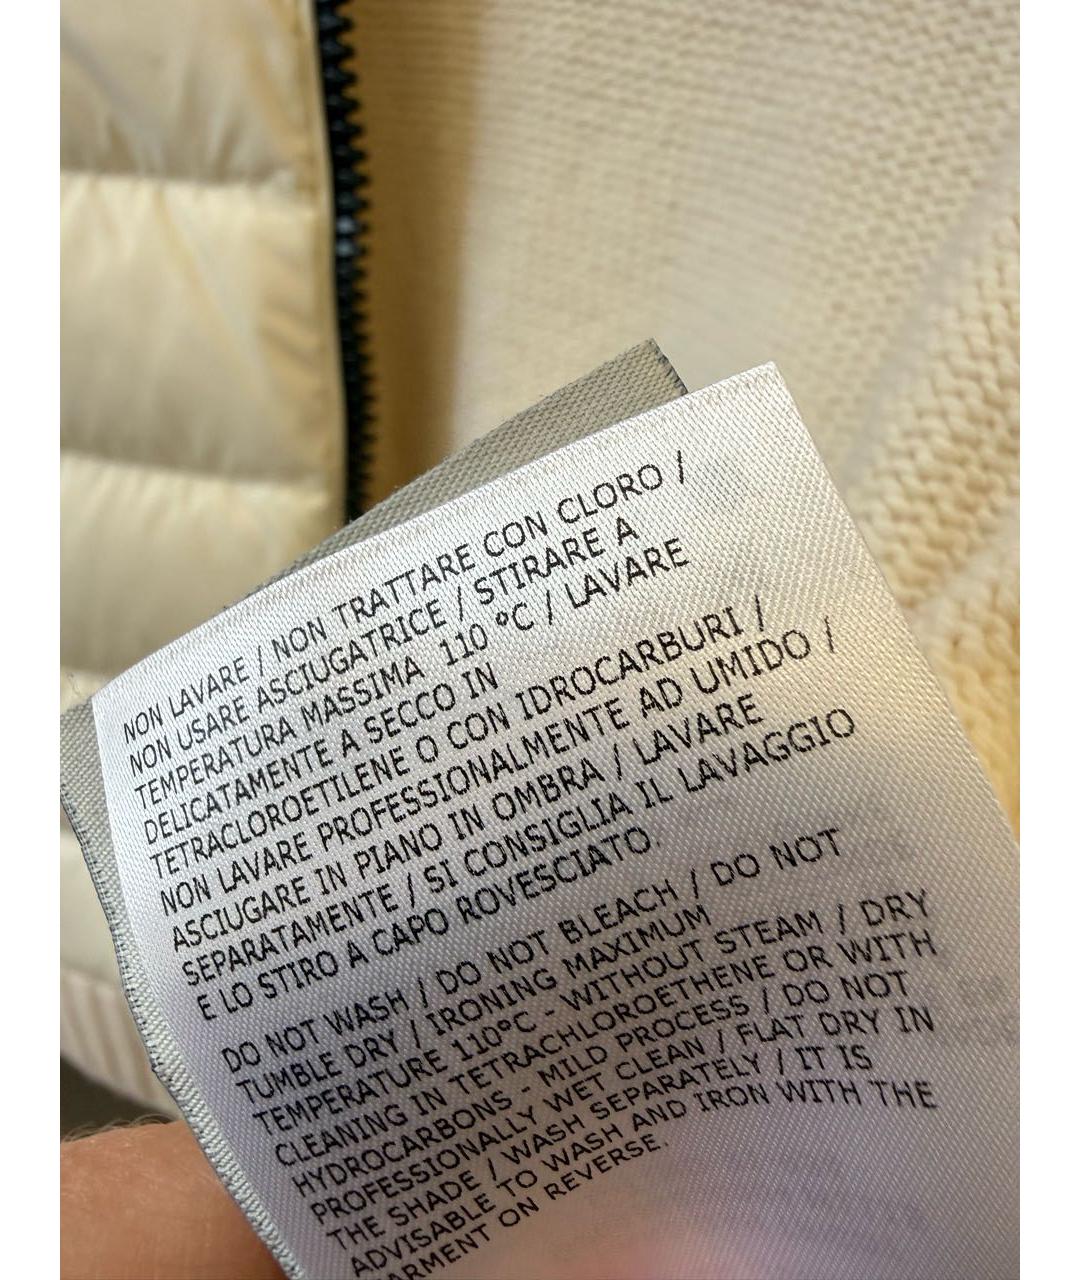 NON LAVARE / NON TRATTARE CON CLORO /
NON USARE ASCIUGATRICE / STIRARE A
TEMPERATURA MASSIMA 110 °C / LAVARE
DELICATAMENTE A SECCO IN
TETRACLOROETILENE O CON IDROCARBURI /
NON LAVARE PROFESSIONALMENTE AD UMIDO /
ASCIUGARE IN PIANO IN OMBRA / LAVARE
SEPARATAMENTE / SI CONSIGLIA IL LAVAGGIO
E LO STIRO A CAPO ROVESCIATO.
DO NOT WASH / DO NOT BLEACH / DO NOT
TUMBLE DRY / IRONING MAXIMUM
TEMPERATURE 110°C - WITHOUT STEAM / DRY
CLEANING IN TETRACHLOROETHENE OR WITH
HYDROCARBONS - MILD PROCESS / DO NOT
PROFESSIONALLY WET CLEAN / FLAT DRY IN
THE SHADE / WASH SEPARATELY / IT IS
ADVISABLE TO WASH AND IRON WITH THE
GARMENT ON REVERSE.